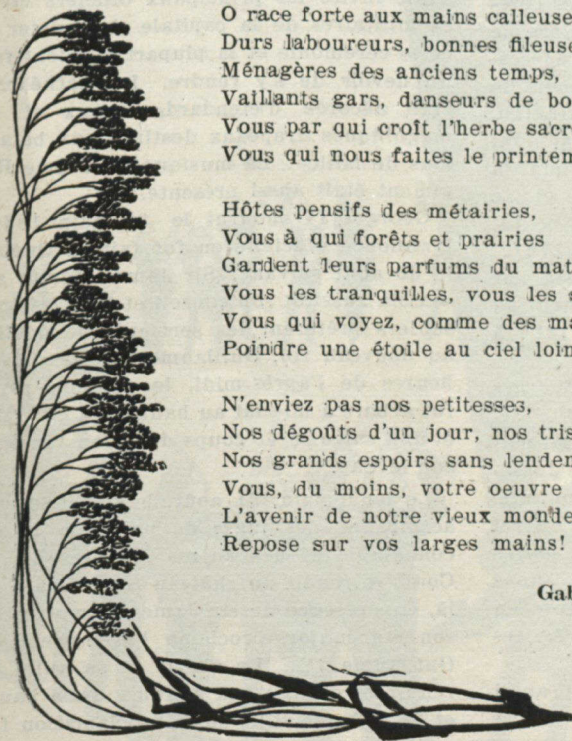 O race forte aux mains calleuse
Durs laboureurs, bonnes fileuse
Ménagères des anciens temps,
Vaillants gars, danseurs de bo
Vous par qui croît l'herbe sacr
Vous qui nous faites le printem

Hôtes pensifs des métairies,
Vous à qui forêts et prairies
Gardent leurs parfums du mat
Vous les tranquilles, vous les
Vous qui voyez, comme des ma
Poindre une étoile au ciel loin

N'enviez pas nos petitesses,
Nos dégoûts d'un jour, nos tris
Nos grands espoirs sans lendem
Vous, du moins, votre oeuvre
L'avenir de notre vieux monde
Repose sur vos larges mains!

Gab